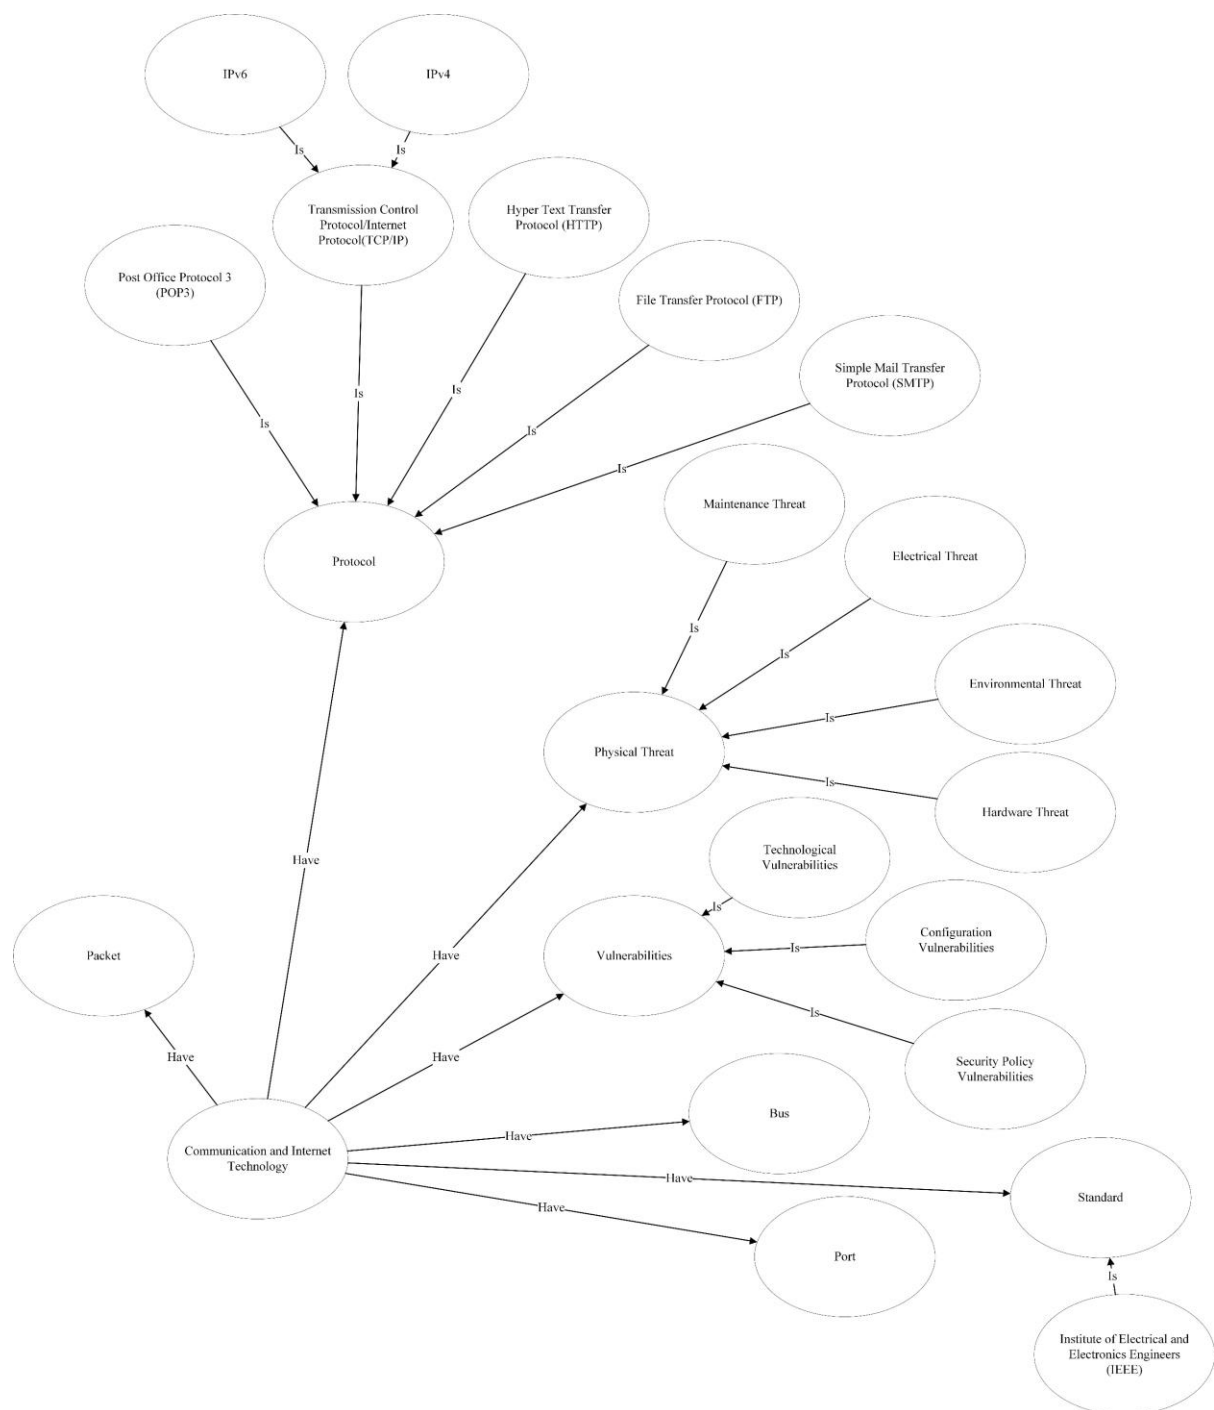 IPv6
IPv4
Is
Is
Transmission Control
Protocol/Internet
Protocol(TCP/IP)
Hyper Text Transfer
Protocol (HTTP)
Post Office Protocol 3
(POP3)
File Transfer Protocol (FTP)
Simple Mail Transfer
Protocol (SMTP)
Is
Is
Is
Is
Is
Maintenance Threat
Electrical Threat
Protocol
Is
Is
Environmental Threat
Is
Physical Threat
Is
Hardware Threat
Technological
Vulnerabilities
Have
Is
Configuration
Vulnerabilities
Is
Packet
Have
Vulnerabilities
Is
Have
Have
Security Policy
Vulnerabilities
Bus
Have
Communication and Internet
Technology
Have
Standard
Have
Port
Is
Institute of Electrical and
Electronics Engineers
(IEEE)